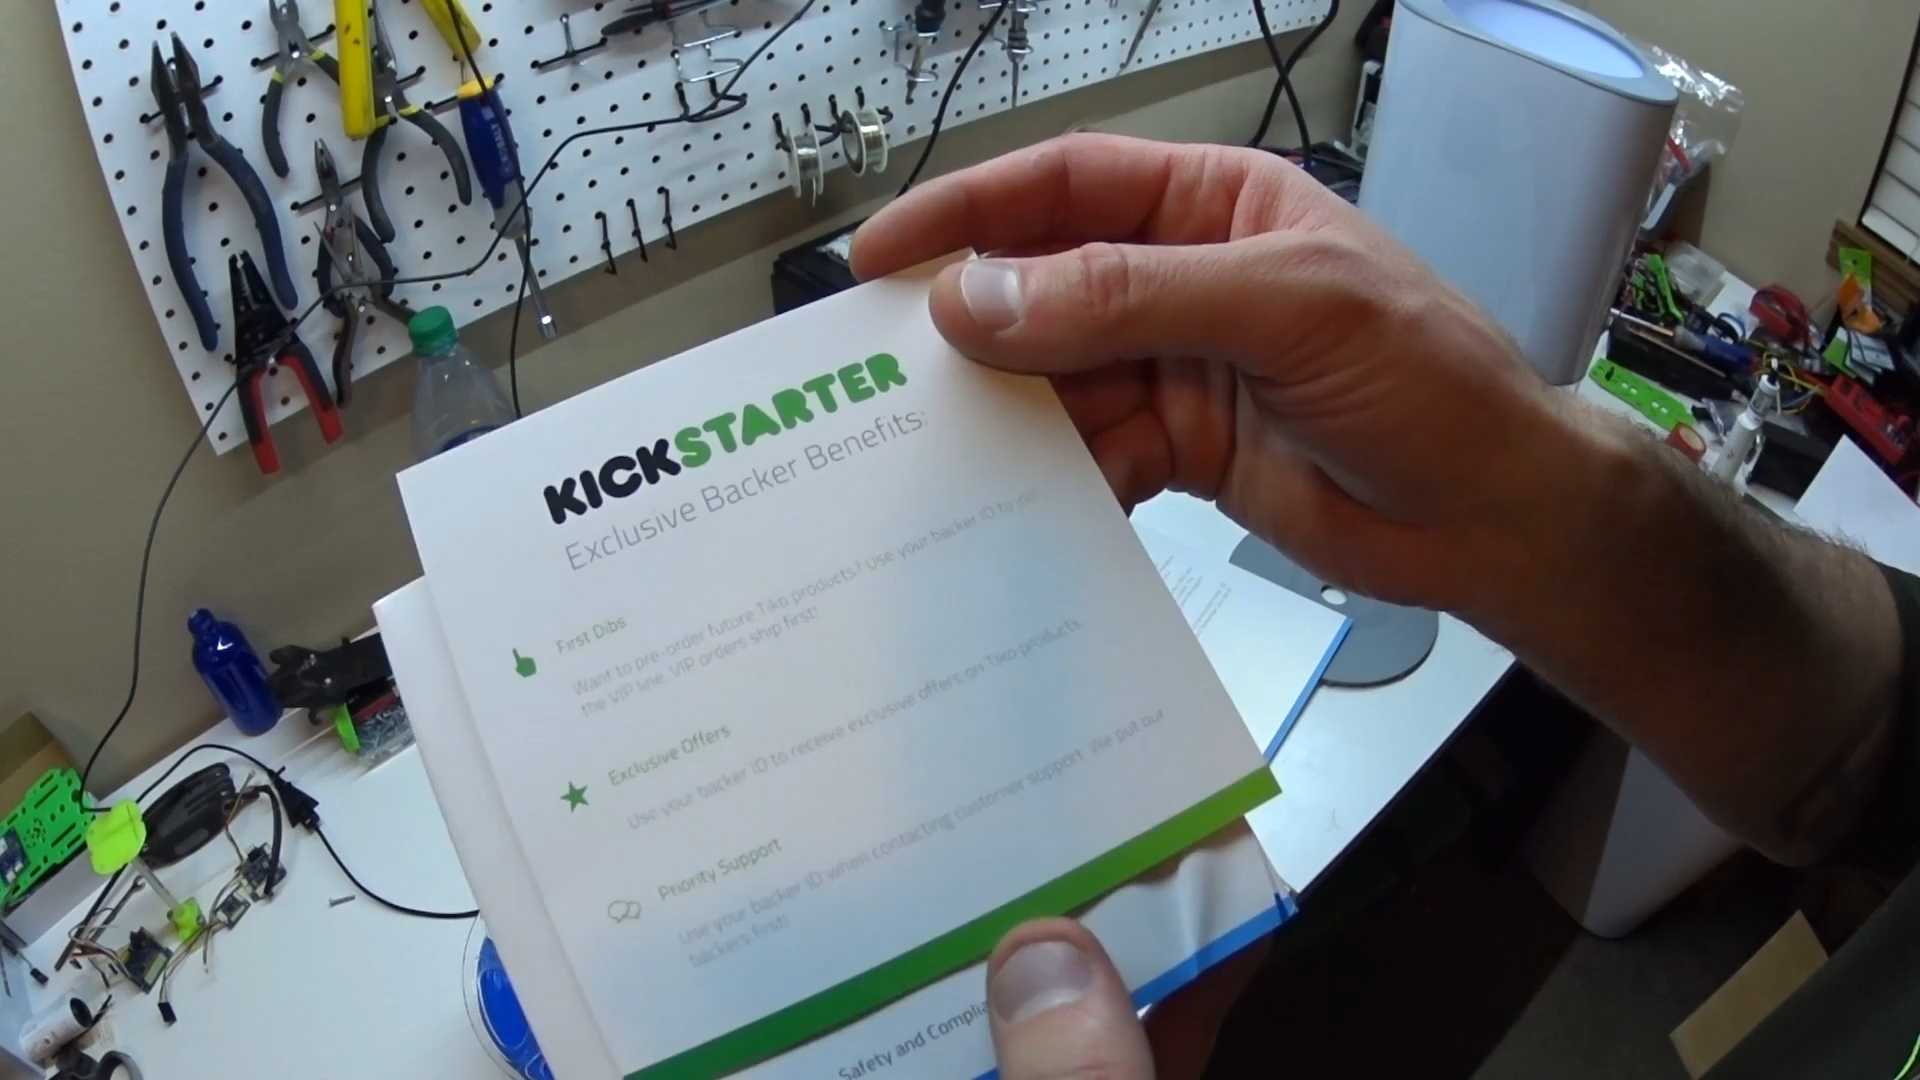 KICKSTARTER
Exclusive Backer Benefits:
First Dibs
Want to pre-order future Tiko products? Use your backer ID to join
the VIP line. VIP orders ship first!
Exclusive Offers
Use your backer ID to receive exclusive offers on Tiko products.
Priority Support
Use your backer ID when contacting customer support. We put our
backers first!
Safety and Complia
KOBALT